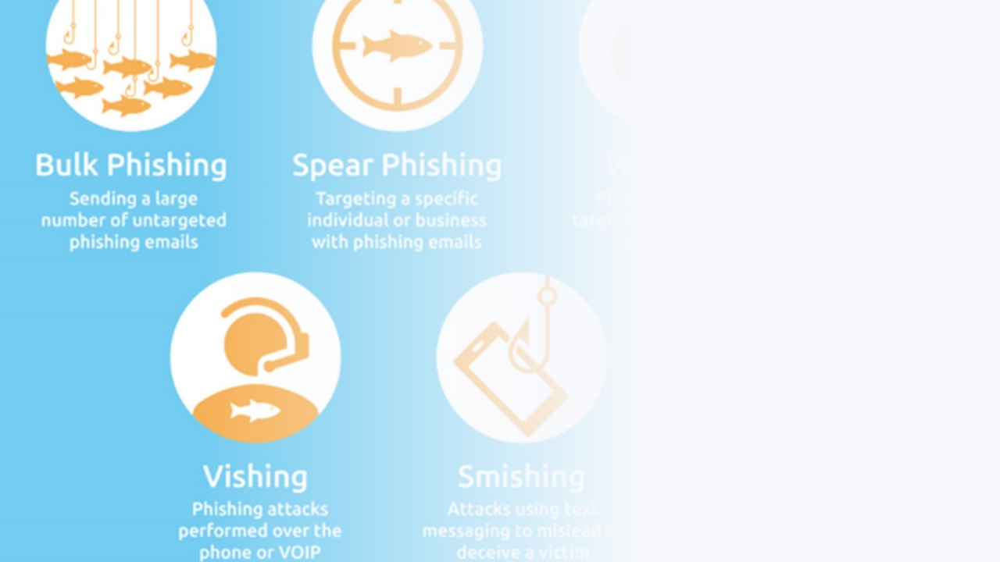 Bulk Phishing
Sending a large
number of untargeted
phishing emails
Spear Phishing
Targeting a specific
individual or business
with phishing emails
Vishing
Phishing attacks
performed over the
phone or VOIP
Smishing
Attacks using text
messaging to mislead or
deceive a victim